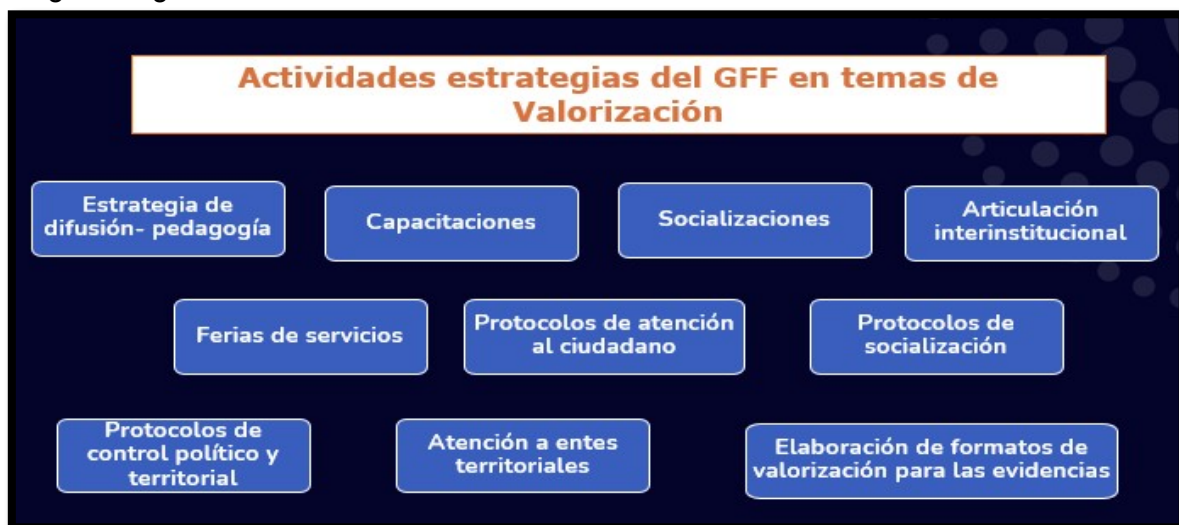 Actividades estrategias del GFF en temas de
Valorización
Estrategia de
difusión- pedagogía
Capacitaciones
Socializaciones
Articulación
interinstitucional
Ferias de servicios
Protocolos de atención
al ciudadano
Protocolos de
socialización
Protocolos de
control político y
territorial
Atención a entes
territoriales
Elaboración de formatos de
valorización para las evidencias